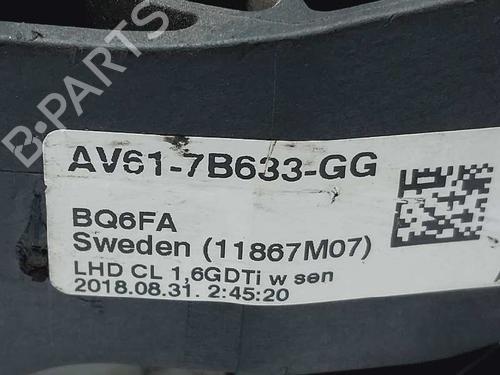 B-PARTS
AV61-7B633-GG
BQ6FA
Sweden (11867M07)
LHD CL 1,6GDTi w sen
2018.08.31. 2:45:20